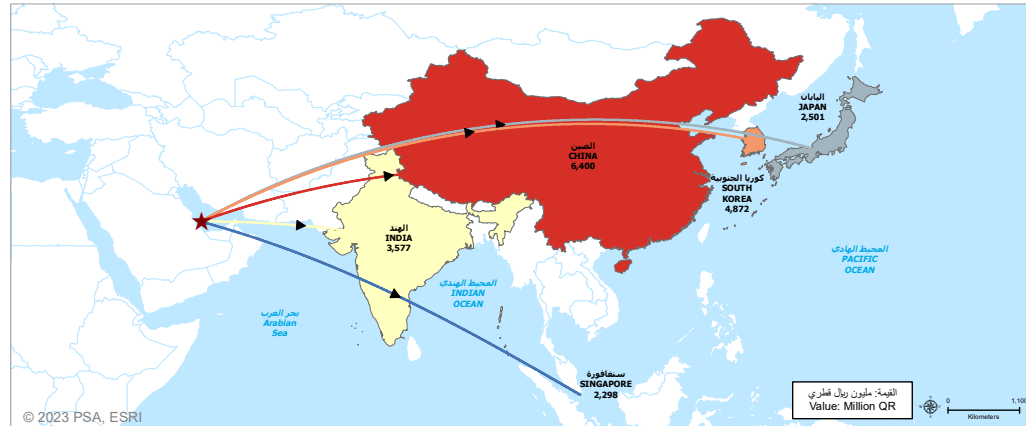 اليابان
JAPAN
2,501
الصين
CHINA
6,400
كوريا الجنوبية
SOUTH
KOREA
4,872
الهند
INDIA
3,577
المحيط الهادي
PACIFIC
OCEAN
المحيط الهندي
INDIAN
OCEAN
بحر العرب
Arabian
Sea
سنغافورة
SINGAPORE
2,298
القيمة: مليون ريال قطري
Value: Million QR
0
1,100
Kilometers
© 2023 PSA, ESRI